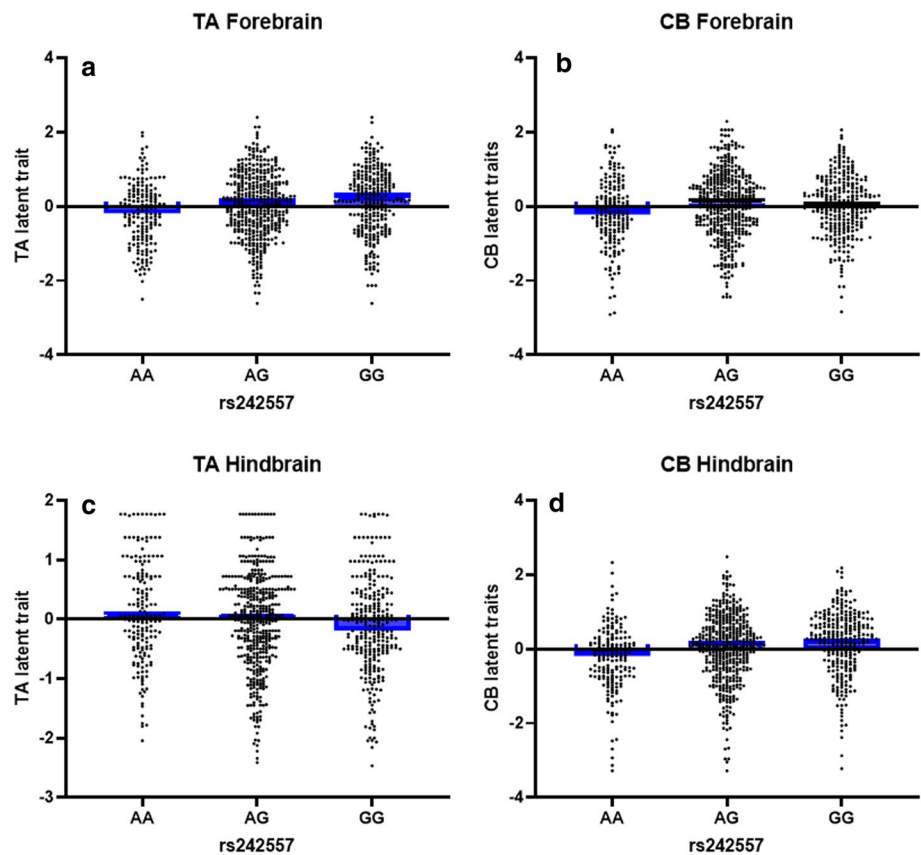 TA Forebrain
a
TA latent trait
4
2
0
-2
-4
AA AG GG
rs242557
CB Forebrain
b
CB latent traits
4
2
0
-2
-4
AA AG GG
rs242557
TA Hindbrain
c
TA latent trait
2
1
0
-1
-2
-3
AA AG GG
rs242557
CB Hindbrain
d
CB latent traits
4
2
0
-2
-4
AA AG GG
rs242557